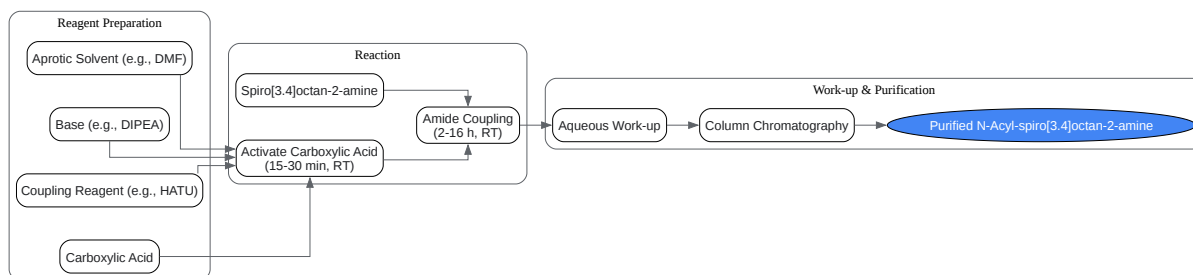 Reagent Preparation
Aprotic Solvent (e.g., DMF)
Base (e.g., DIPEA)
Coupling Reagent (e.g., HATU)
Carboxylic Acid
Reaction
Spiro[3.4]octan-2-amine
Activate Carboxylic Acid
(15-30 min, RT)
Amide Coupling
(2-16 h, RT)
Work-up & Purification
Aqueous Work-up
Column Chromatography
Purified N-Acyl-spiro[3.4]octan-2-amine